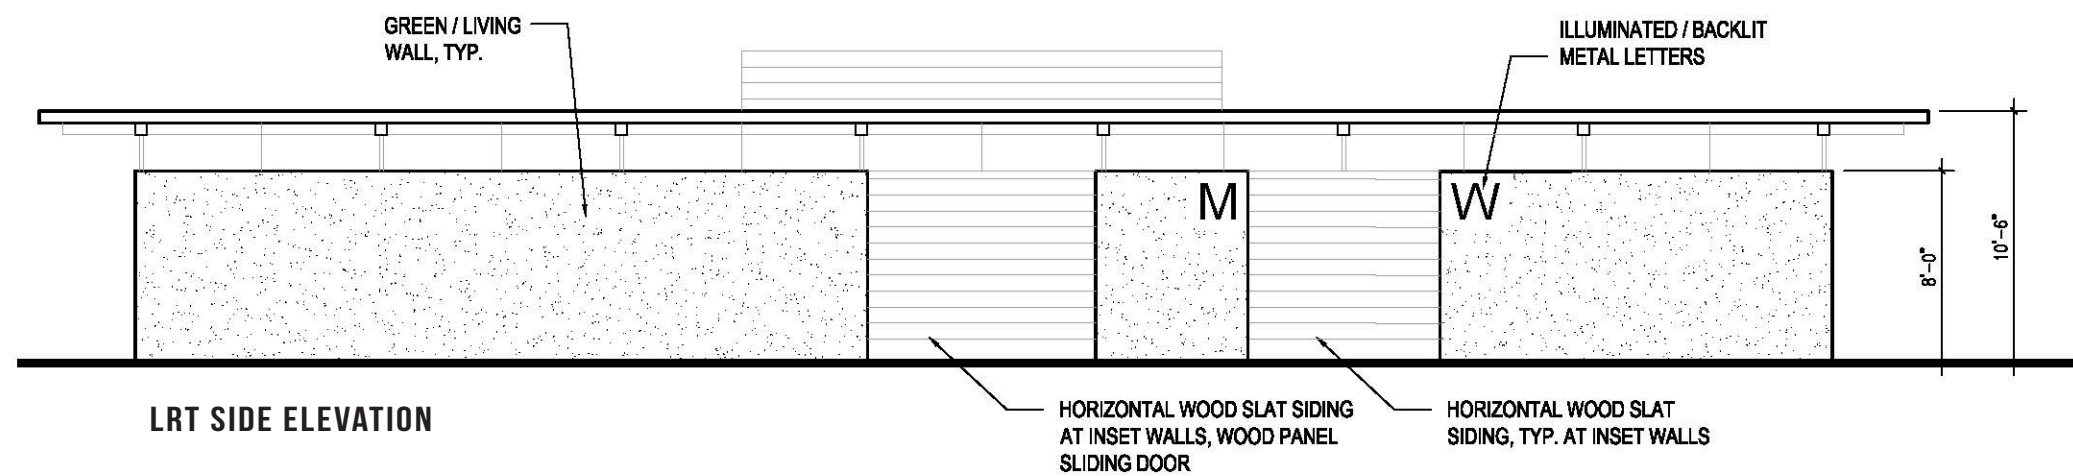 GREEN / LIVING
WALL, TYP.
ILLUMINATED / BACKLIT
METAL LETTERS
M
W
8'-0"
10'-6"
LRT SIDE ELEVATION
HORIZONTAL WOOD SLAT SIDING
AT INSET WALLS, WOOD PANEL
SLIDING DOOR
HORIZONTAL WOOD SLAT
SIDING, TYP. AT INSET WALLS